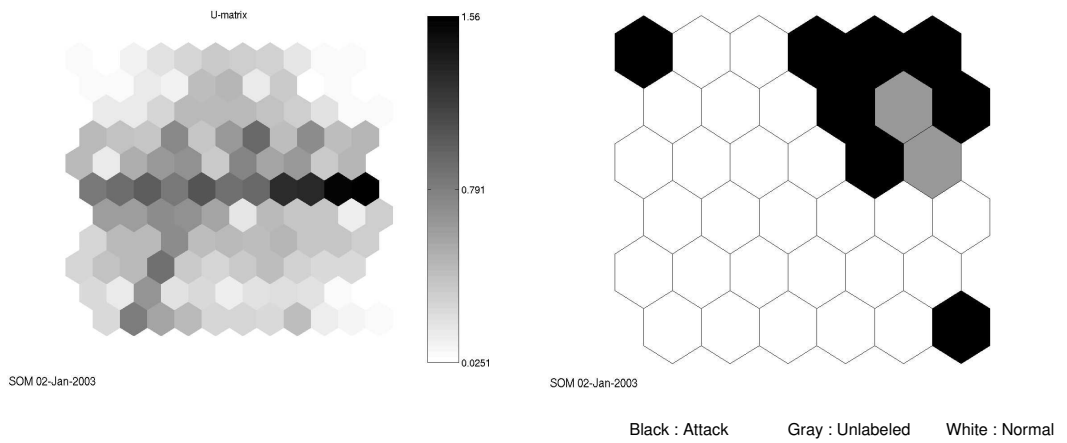 U-matrix
1.56
0.791
0.0251
SOM 02-Jan-2003
SOM 02-Jan-2003
Black : Attack Gray : Unlabeled White : Normal